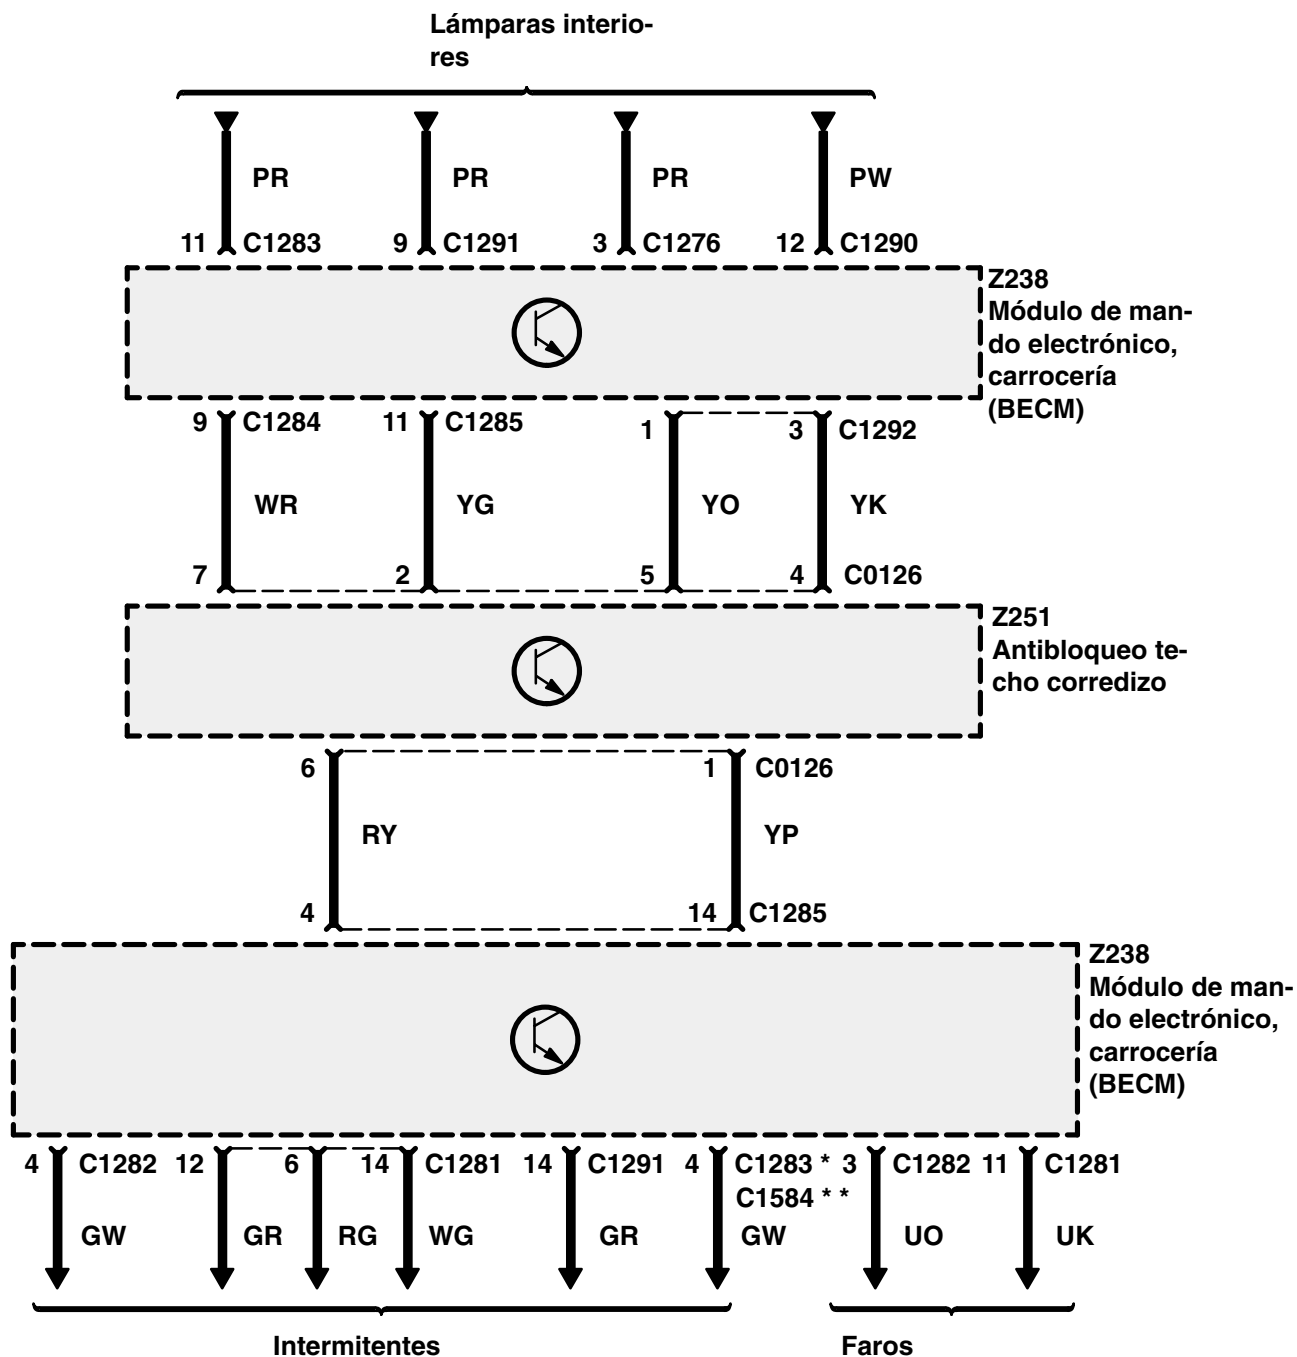 Lámparas interio-
res
PR PR PR PW
11 C1283 9 C1291 3 C1276 12 C1290
Z238
Módulo de man-
do electrónico,
carrocería
(BECM)
9 C1284 11 C1285 1 3 C1292
WR YG YO YK
7 2 5 4 C0126
Z251
Antibloqueo te-
cho corredizo
6 1 C0126
RY YP
4 14 C1285
Z238
Módulo de man-
do electrónico,
carrocería
(BECM)
4 C1282 12 6 14 C1281 14 C1291 4 C1283 * 3 C1282 11 C1281
C1584 * *
GW GR RG WG GR GW UO UK
Intermitentes Faros